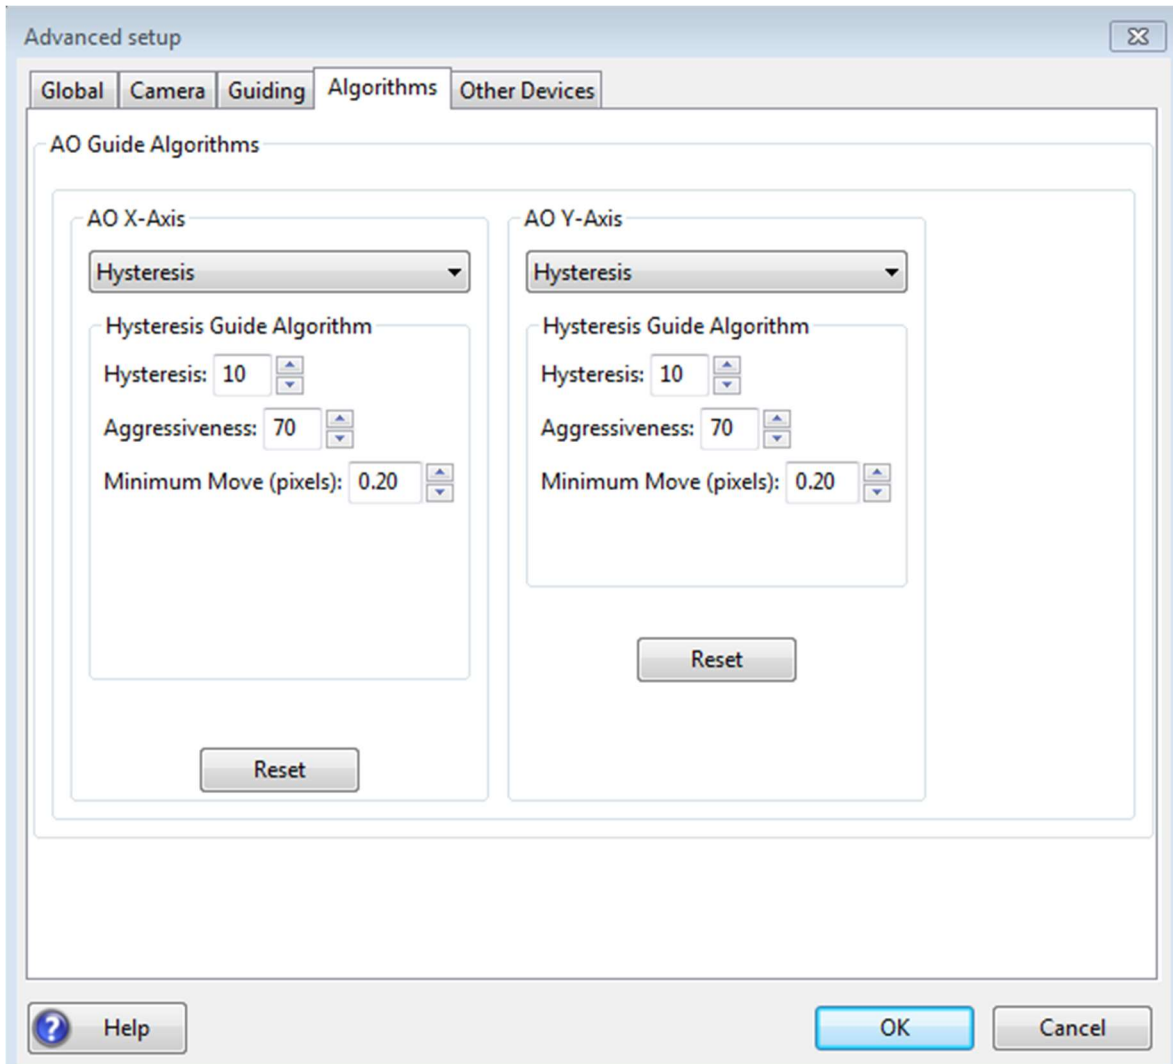 Advanced setup
Global Camera Guiding Algorithms Other Devices
AO Guide Algorithms
AO X-Axis
Hysteresis
Hysteresis Guide Algorithm
Hysteresis: 10
Aggressiveness: 70
Minimum Move (pixels): 0.20
Reset
AO Y-Axis
Hysteresis
Hysteresis Guide Algorithm
Hysteresis: 10
Aggressiveness: 70
Minimum Move (pixels): 0.20
Reset
? Help
OK
Cancel